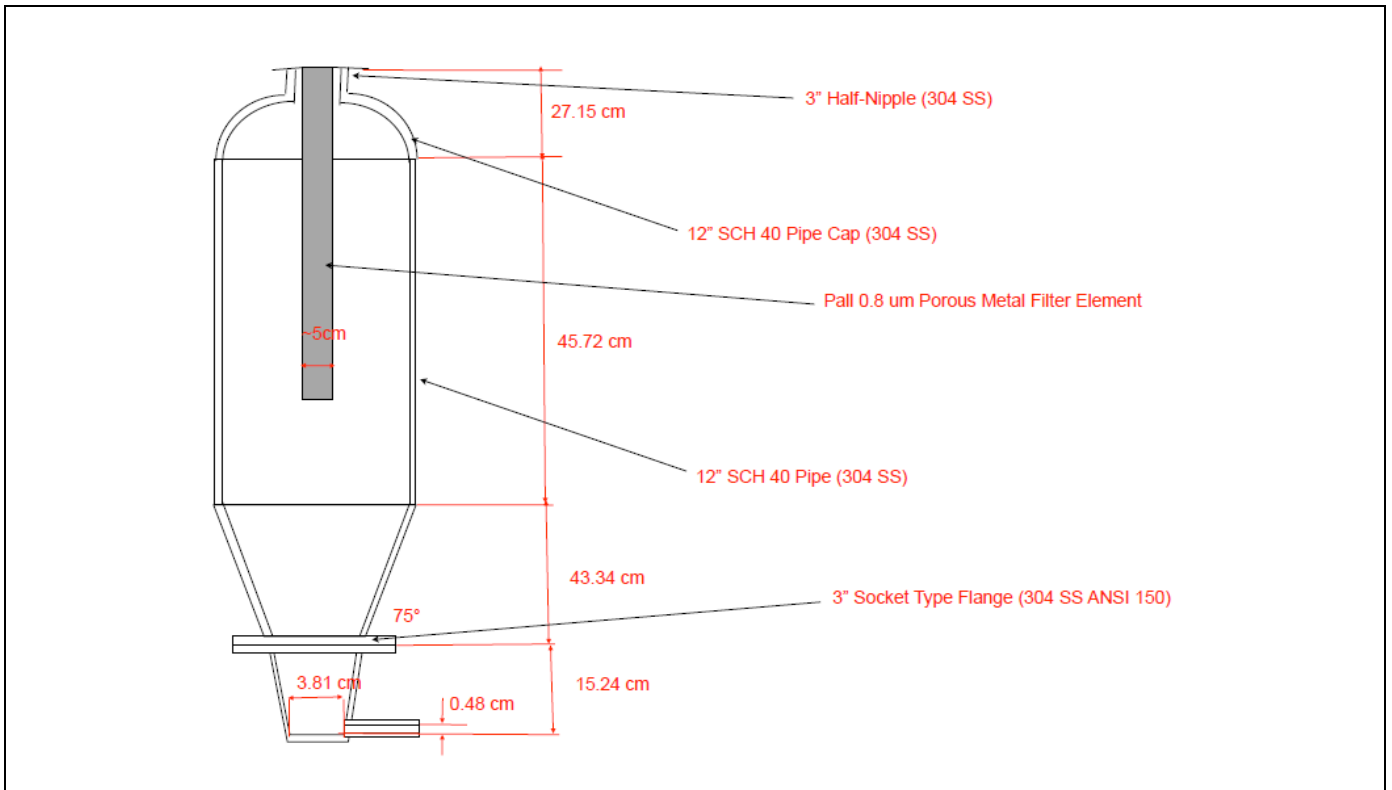 3" Half-Nipple (304 SS)
27.15 cm
12" SCH 40 Pipe Cap (304 SS)
Pall 0.8 um Porous Metal Filter Element
~5cm
45.72 cm
12" SCH 40 Pipe (304 SS)
43.34 cm
3" Socket Type Flange (304 SS ANSI 150)
75º
3.81 cm
15.24 cm
0.48 cm